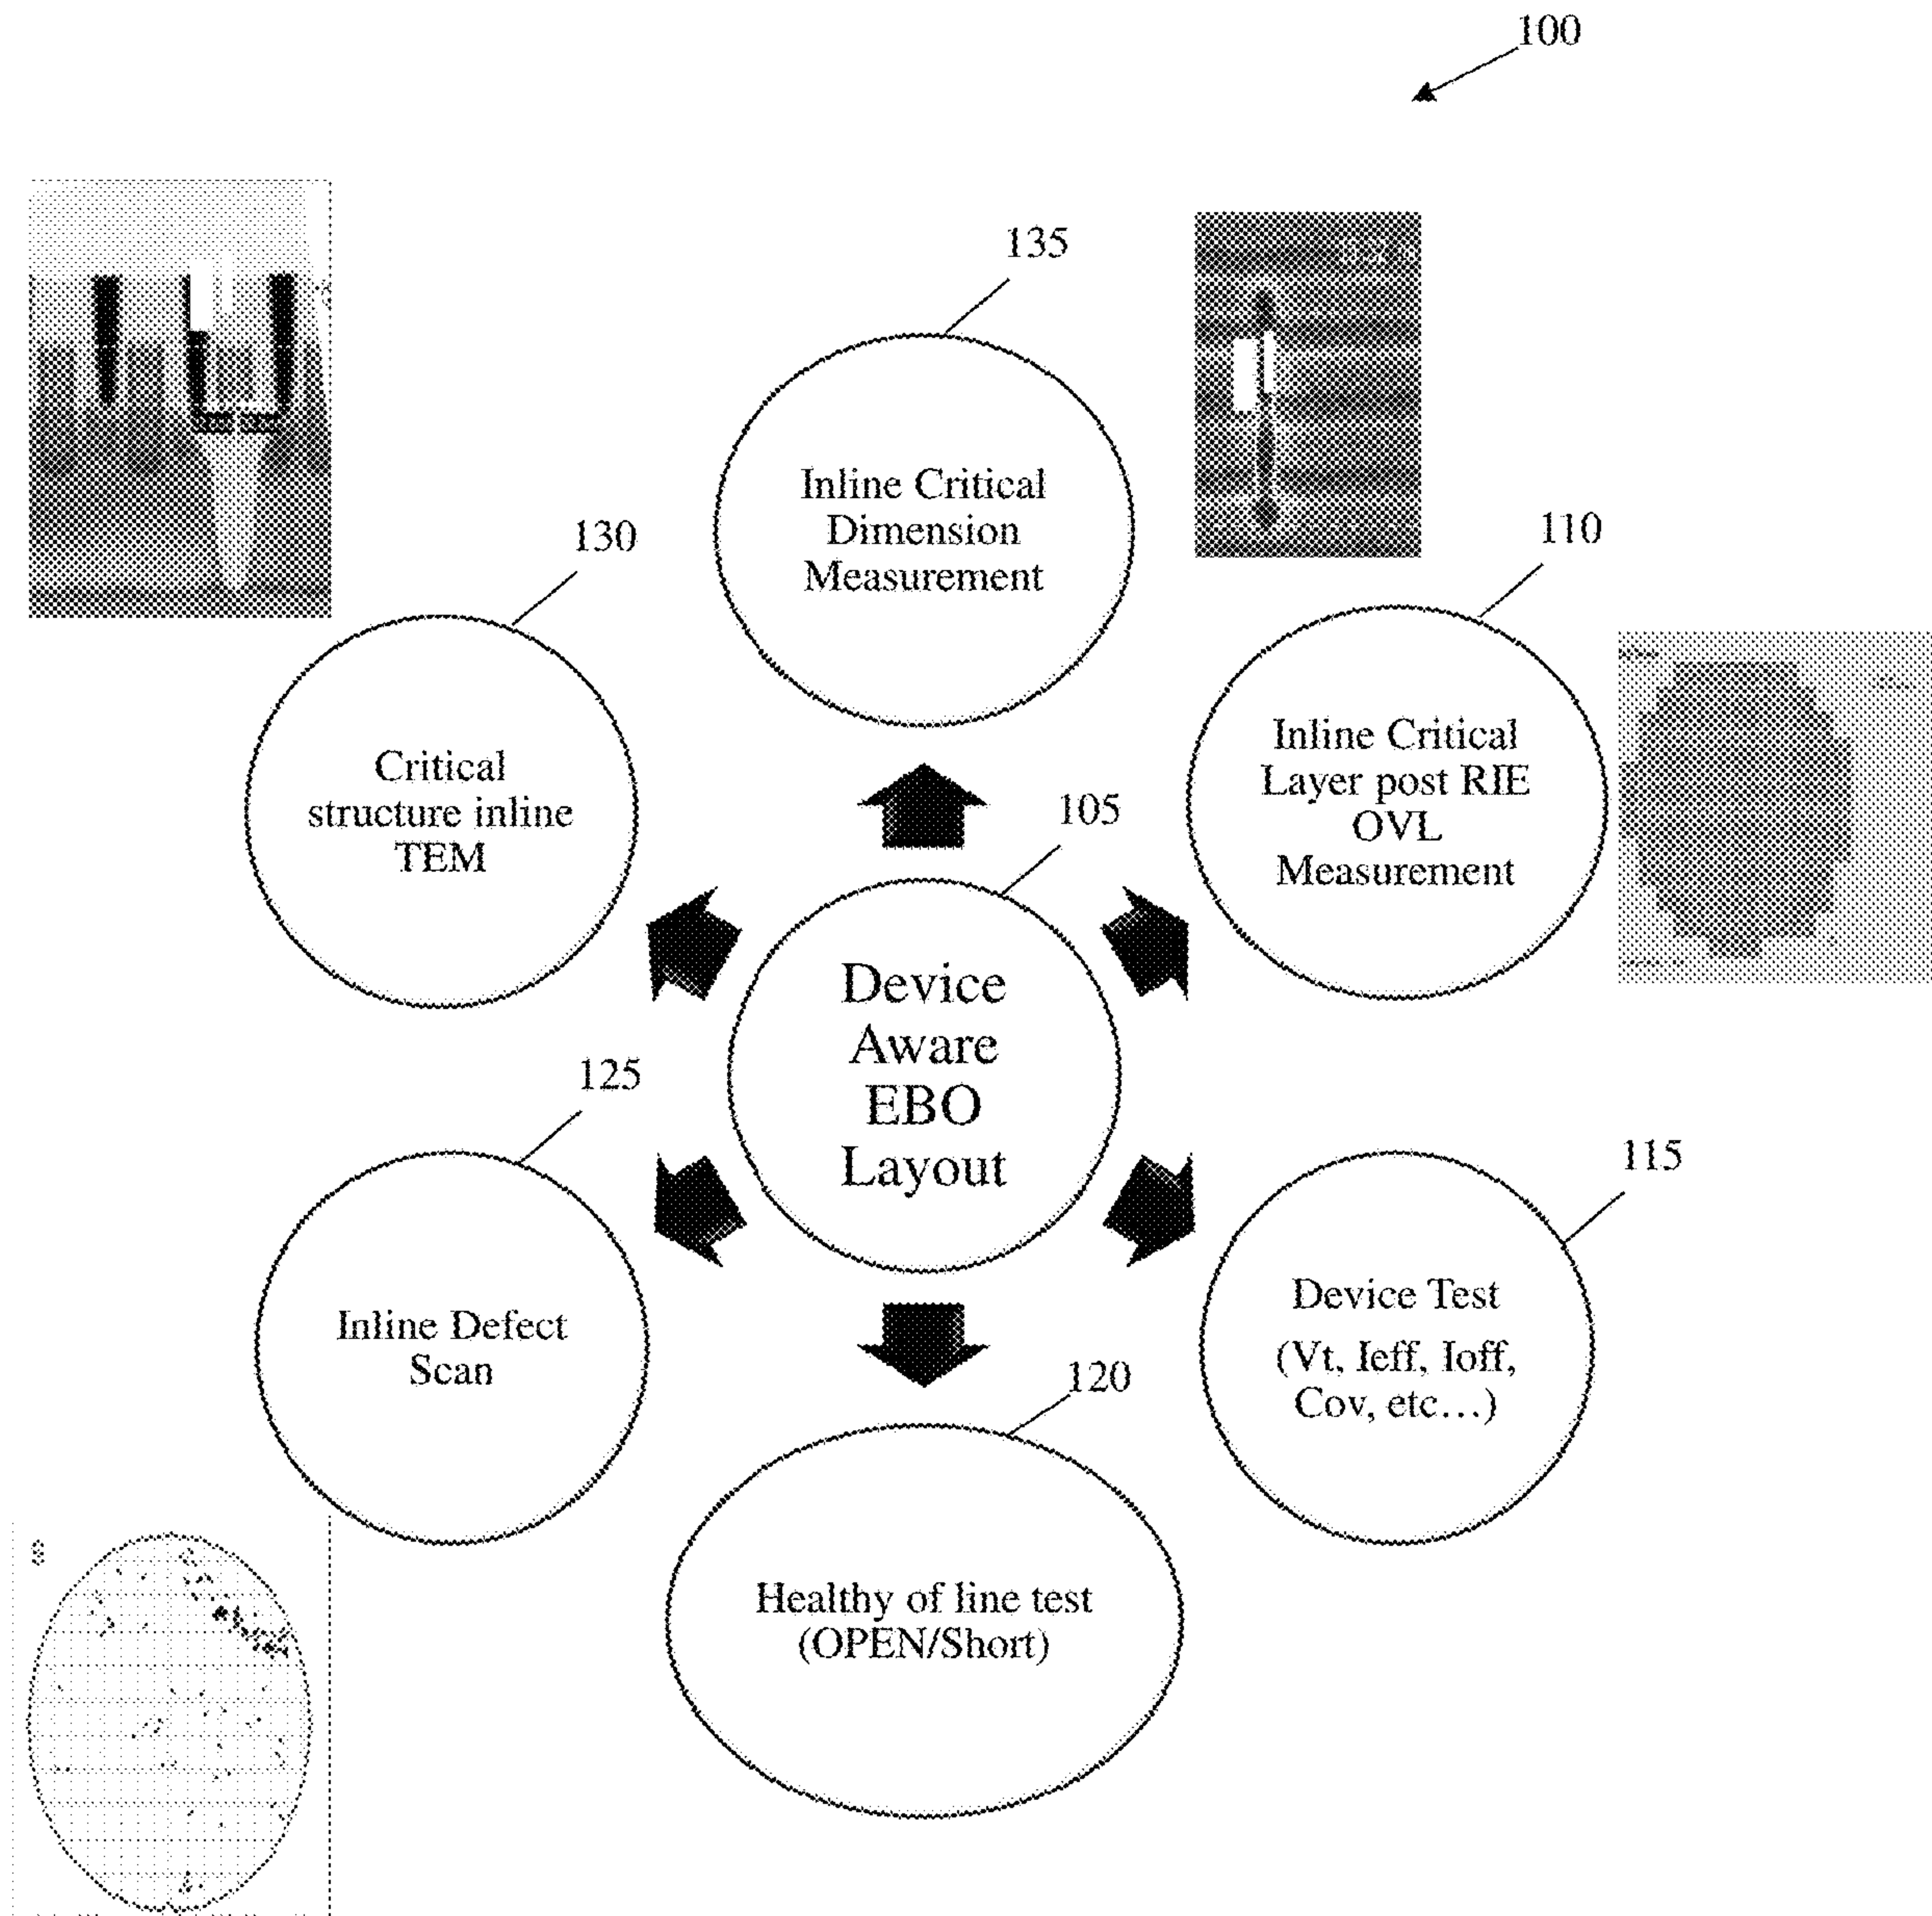 100
135
Inline Critical
Dimension
Measurement
130
Critical
structure inline
TEM
110
Inline Critical
Layer post RIE
OVL
Measurement
105
Device
Aware
EBO
Layout
125
Inline Defect
Scan
115
Device Test
(Vt, Ieff, Ioff,
Cov, etc…)
120
Healthy of line test
(OPEN/Short)